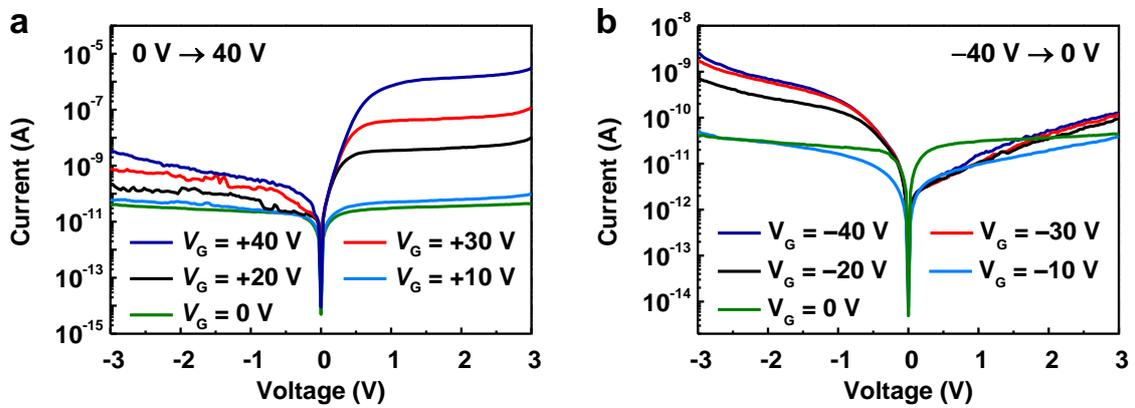 a
0 V → 40 V
Current (A)
10⁻⁵
10⁻⁷
10⁻⁹
10⁻¹¹
10⁻¹³
10⁻¹⁵
V_G = +40 V
V_G = +30 V
V_G = +20 V
V_G = +10 V
V_G = 0 V
-3 -2 -1 0 1 2 3
Voltage (V)
b
−40 V → 0 V
Current (A)
10⁻⁸
10⁻⁹
10⁻¹⁰
10⁻¹¹
10⁻¹²
10⁻¹³
10⁻¹⁴
V_G = −40 V
V_G = −30 V
V_G = −20 V
V_G = −10 V
V_G = 0 V
-3 -2 -1 0 1 2 3
Voltage (V)